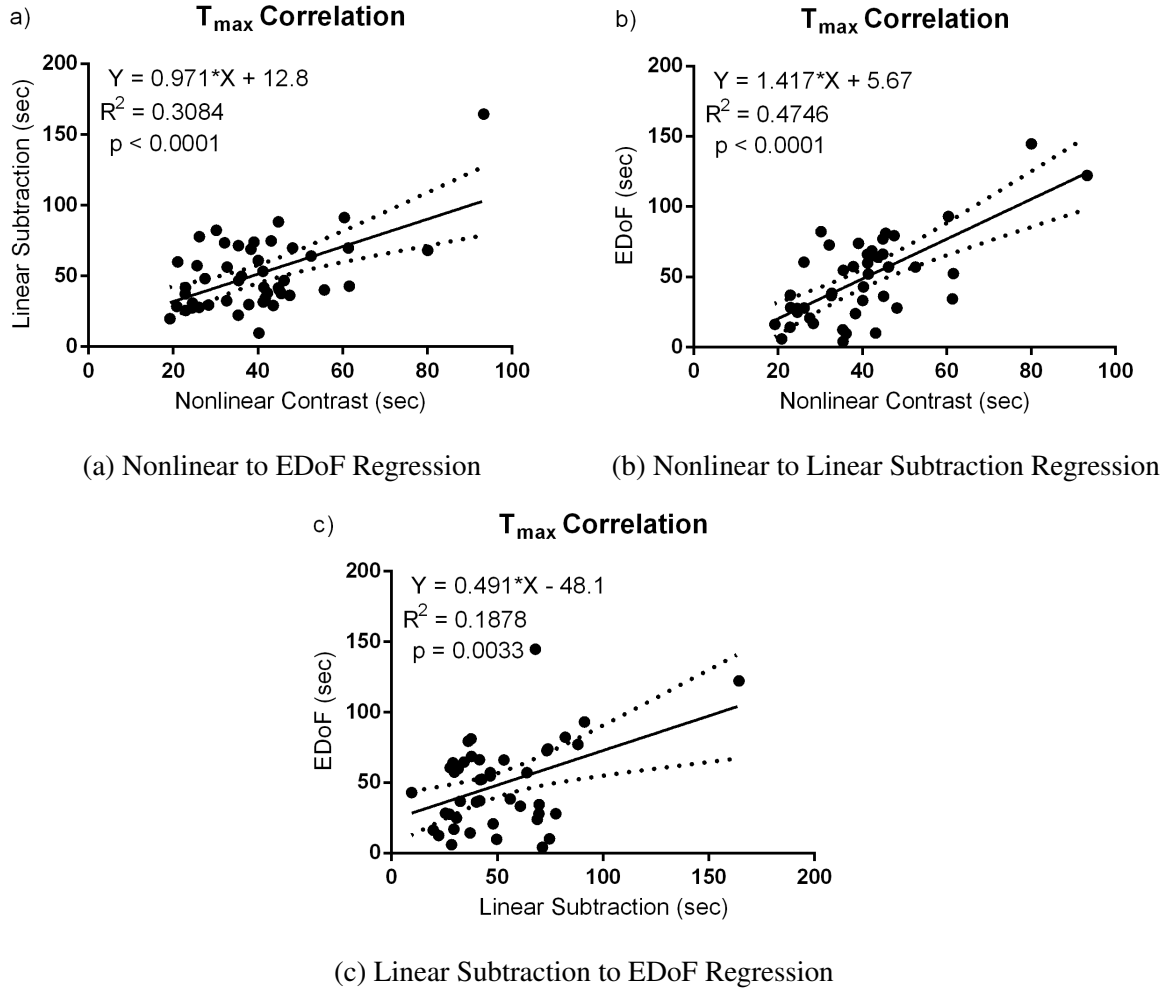 a)
T_max Correlation
Y = 0.971*X + 12.8
R² = 0.3084
p < 0.0001
Linear Subtraction (sec)
200
150
100
50
0
0 20 40 60 80 100
Nonlinear Contrast (sec)
(a) Nonlinear to EDoF Regression
b)
T_max Correlation
Y = 1.417*X + 5.67
R² = 0.4746
p < 0.0001
EDoF (sec)
200
150
100
50
0
0 20 40 60 80 100
Nonlinear Contrast (sec)
(b) Nonlinear to Linear Subtraction Regression
c)
T_max Correlation
Y = 0.491*X - 48.1
R² = 0.1878
p = 0.0033
EDoF (sec)
200
150
100
50
0
0 50 100 150 200
Linear Subtraction (sec)
(c) Linear Subtraction to EDoF Regression